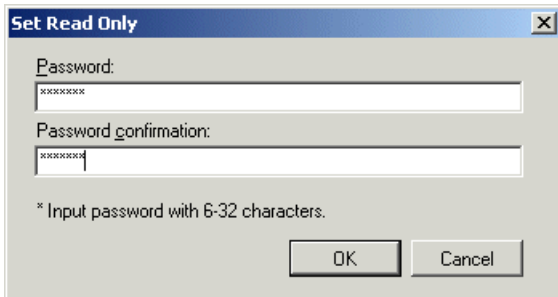 Set Read Only
Password:
*******
Password confirmation:
*******
* Input password with 6-32 characters.
OK Cancel